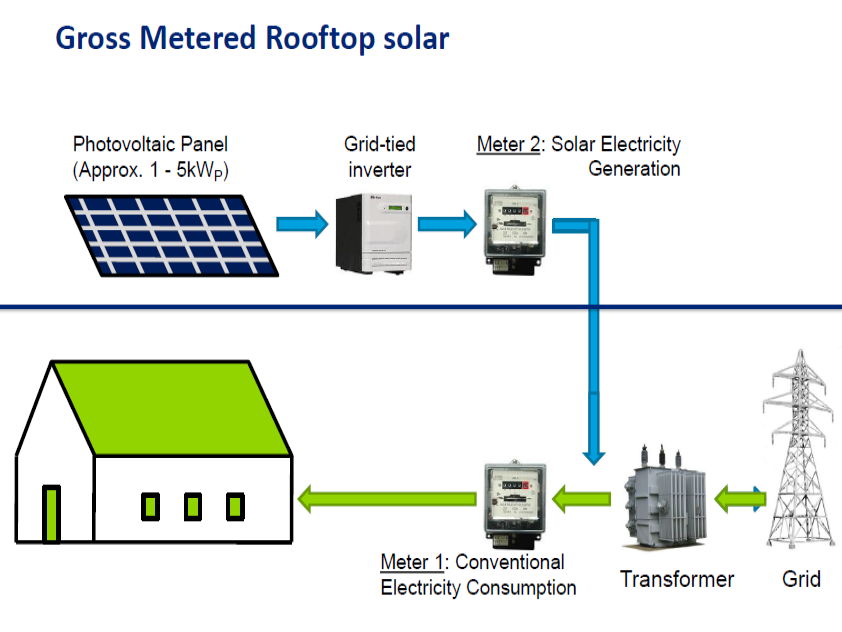 Gross Metered Rooftop solar
Photovoltaic Panel
(Approx. 1 - 5kWP)
Grid-tied
inverter
Meter 2: Solar Electricity
Generation
Meter 1: Conventional
Electricity Consumption
Transformer
Grid